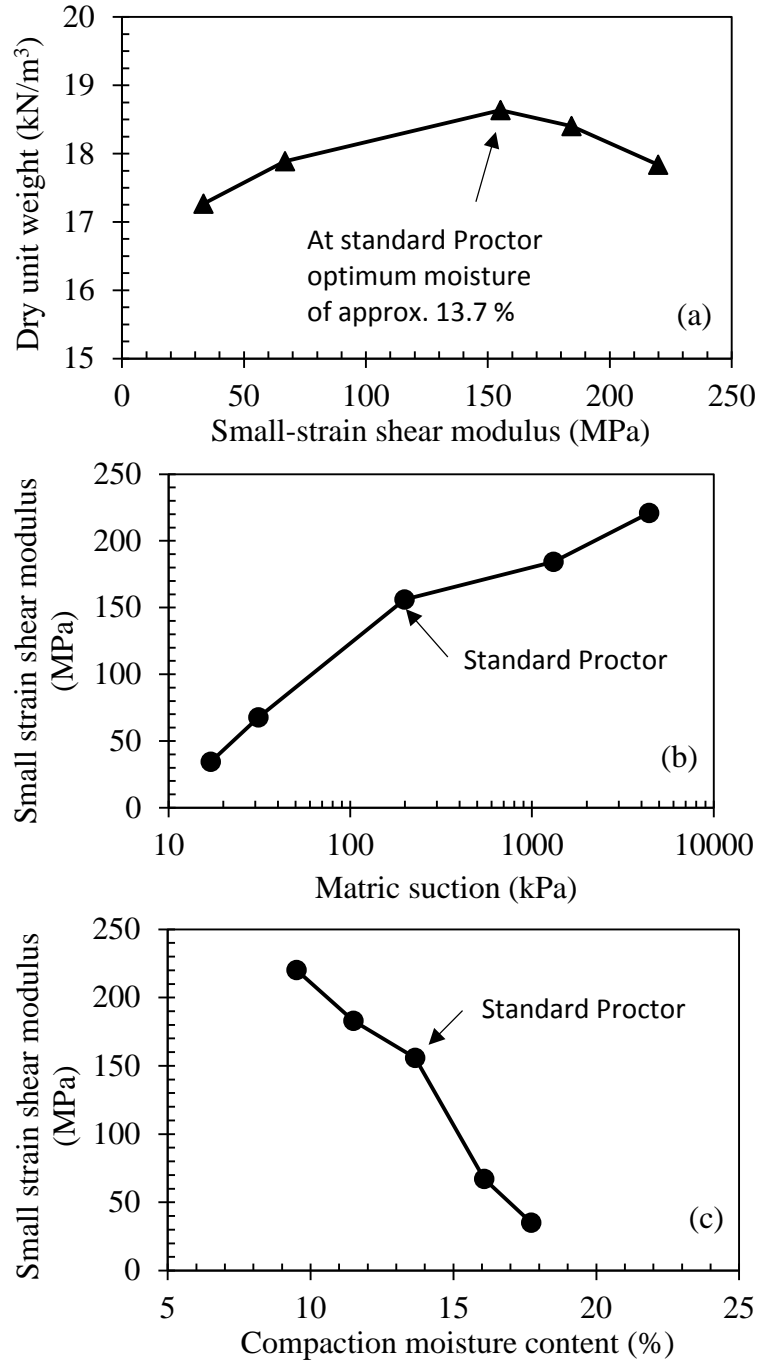 Dry unit weight (kN/m³)
20
19
18
17
16
15
At standard Proctor
optimum moisture
of approx. 13.7 %
(a)
0 50 100 150 200 250
Small-strain shear modulus (MPa)
Small strain shear modulus
(MPa)
250
200
150
100
50
0
Standard Proctor
(b)
10 100 1000 10000
Matric suction (kPa)
Small strain shear modulus
(MPa)
250
200
150
100
50
0
Standard Proctor
(c)
5 10 15 20 25
Compaction moisture content (%)